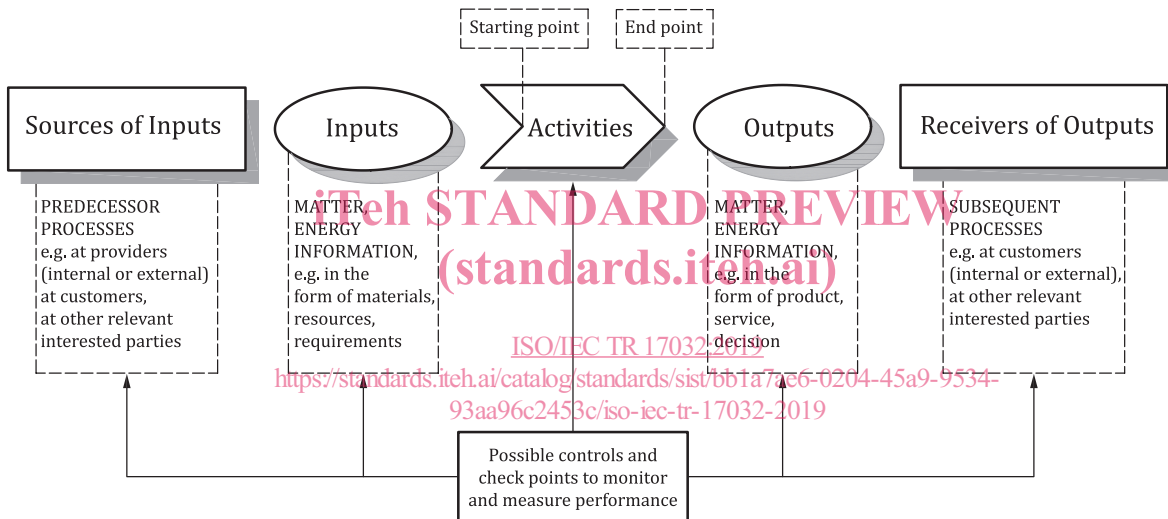 Starting point
End point
Sources of Inputs
Inputs
Activities
Outputs
Receivers of Outputs
PREDECESSOR
PROCESSES
e.g. at providers
(internal or external)
at customers,
at other relevant
interested parties
MATTER,
ENERGY
INFORMATION,
e.g. in the
form of materials,
resources,
requirements
MATTER,
ENERGY
INFORMATION,
e.g. in the
form of product,
service,
decision
SUBSEQUENT
PROCESSES
e.g. at customers
(internal or external),
at other relevant
interested parties
iTeh STANDARD PREVIEW
(standards.iteh.ai)
ISO/IEC TR 17032:2019
https://standards.iteh.ai/catalog/standards/sist/bb1a7ae6-0204-45a9-9534-
93aa96c2453c/iso-iec-tr-17032-2019
Possible controls and
check points to monitor
and measure performance